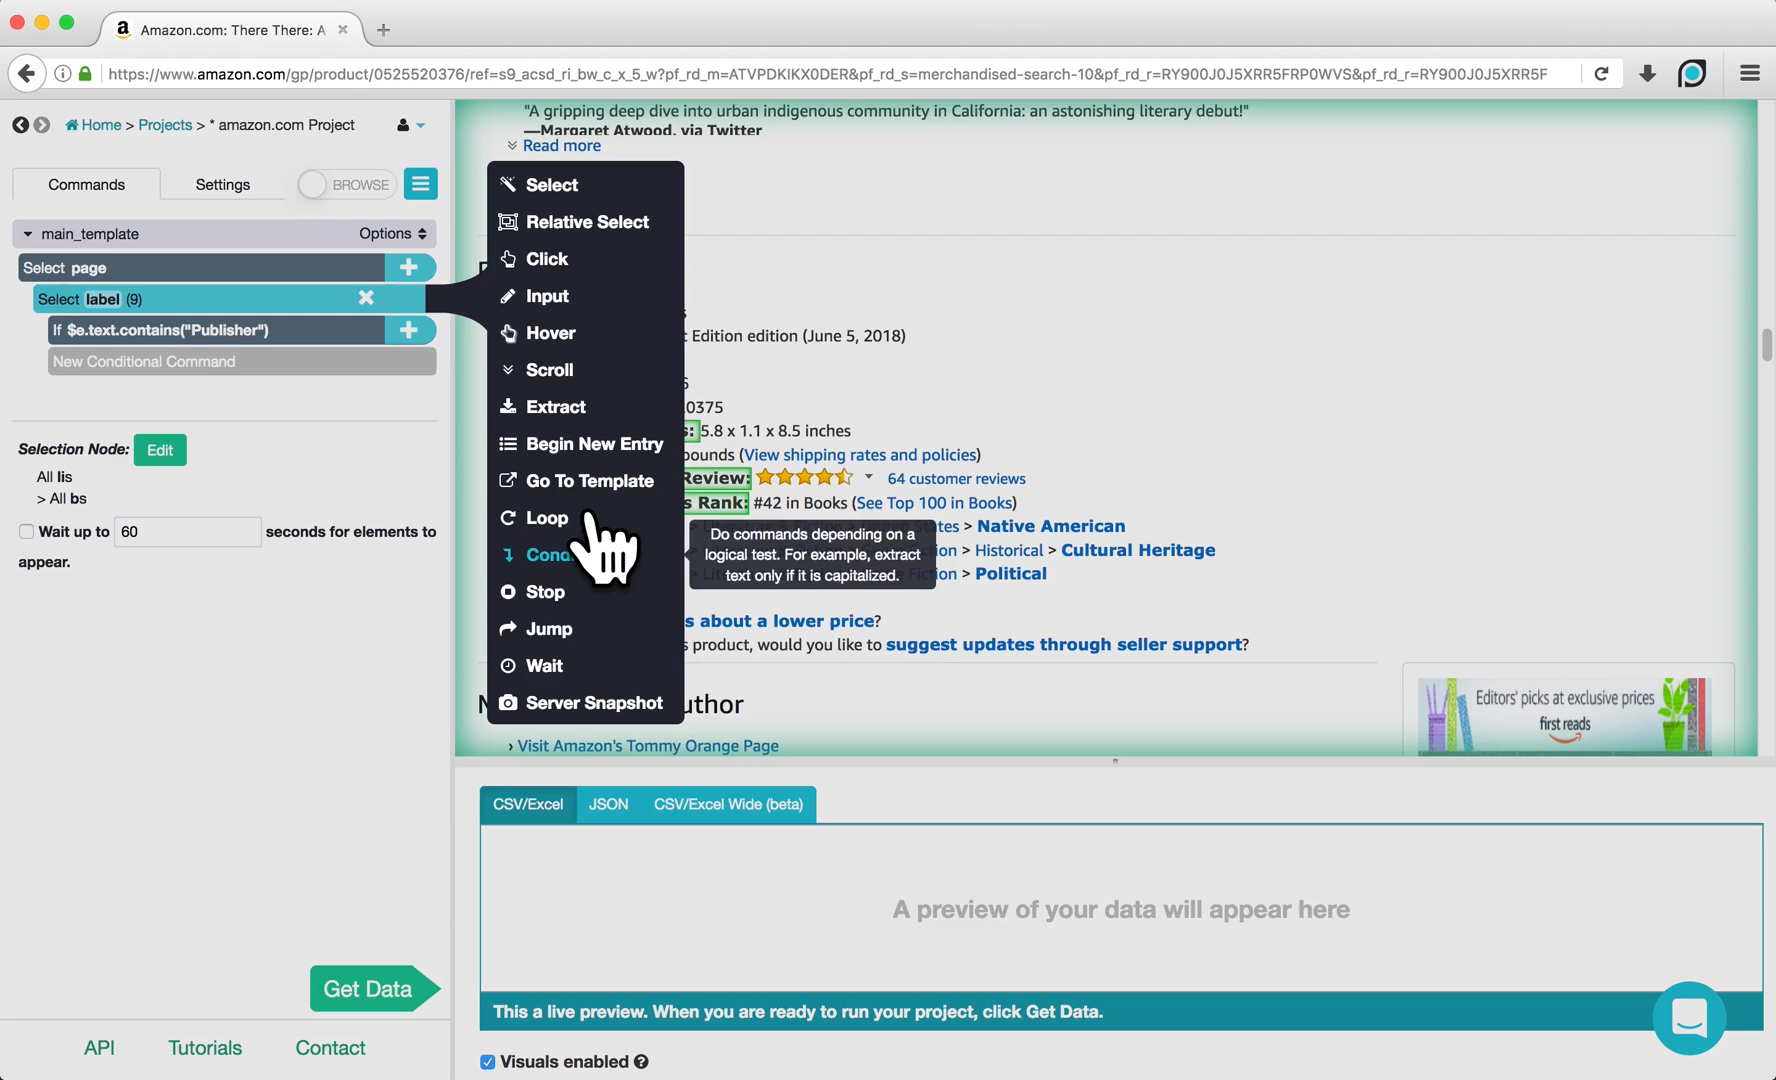 Amazon.com: There There: A
https://www.amazon.com/gp/product/0525520376/ref=s9_acsd_ri_bw_c_x_5_w?pf_rd_m=ATVPDKIKX0DER&pf_rd_s=merchandised-search-10&pf_rd_r=RY900J0J5XRR5FRP0WVS&pf_rd_r=RY900J0J5XRR5F
Home > Projects > * amazon.com Project
Commands
Settings
BROWSE
main_template
Options
Select page
Select label (9)
If $e.text.contains("Publisher")
New Conditional Command
Selection Node: Edit
All lis
> All bs
Wait up to 60 seconds for elements to
appear.
Get Data
API
Tutorials
Contact
"A gripping deep dive into urban indigenous community in California: an astonishing literary debut!"
—Margaret Atwood, via Twitter
Read more
Select
Relative Select
Click
Input
Hover
Scroll
Extract
Begin New Entry
Go To Template
Loop
Cond
Stop
Jump
Wait
Server Snapshot
Do commands depending on a
logical test. For example, extract
text only if it is capitalized.
s
t Edition edition (June 5, 2018)
0375
s: 5.8 x 1.1 x 8.5 inches
ounds (View shipping rates and policies)
Review: 64 customer reviews
s Rank: #42 in Books (See Top 100 in Books)
States > Native American
tion > Historical > Cultural Heritage
tion > Political
s about a lower price?
s product, would you like to suggest updates through seller support?
uthor
› Visit Amazon's Tommy Orange Page
Editors' picks at exclusive prices
first reads
CSV/Excel
JSON
CSV/Excel Wide (beta)
A preview of your data will appear here
This a live preview. When you are ready to run your project, click Get Data.
Visuals enabled